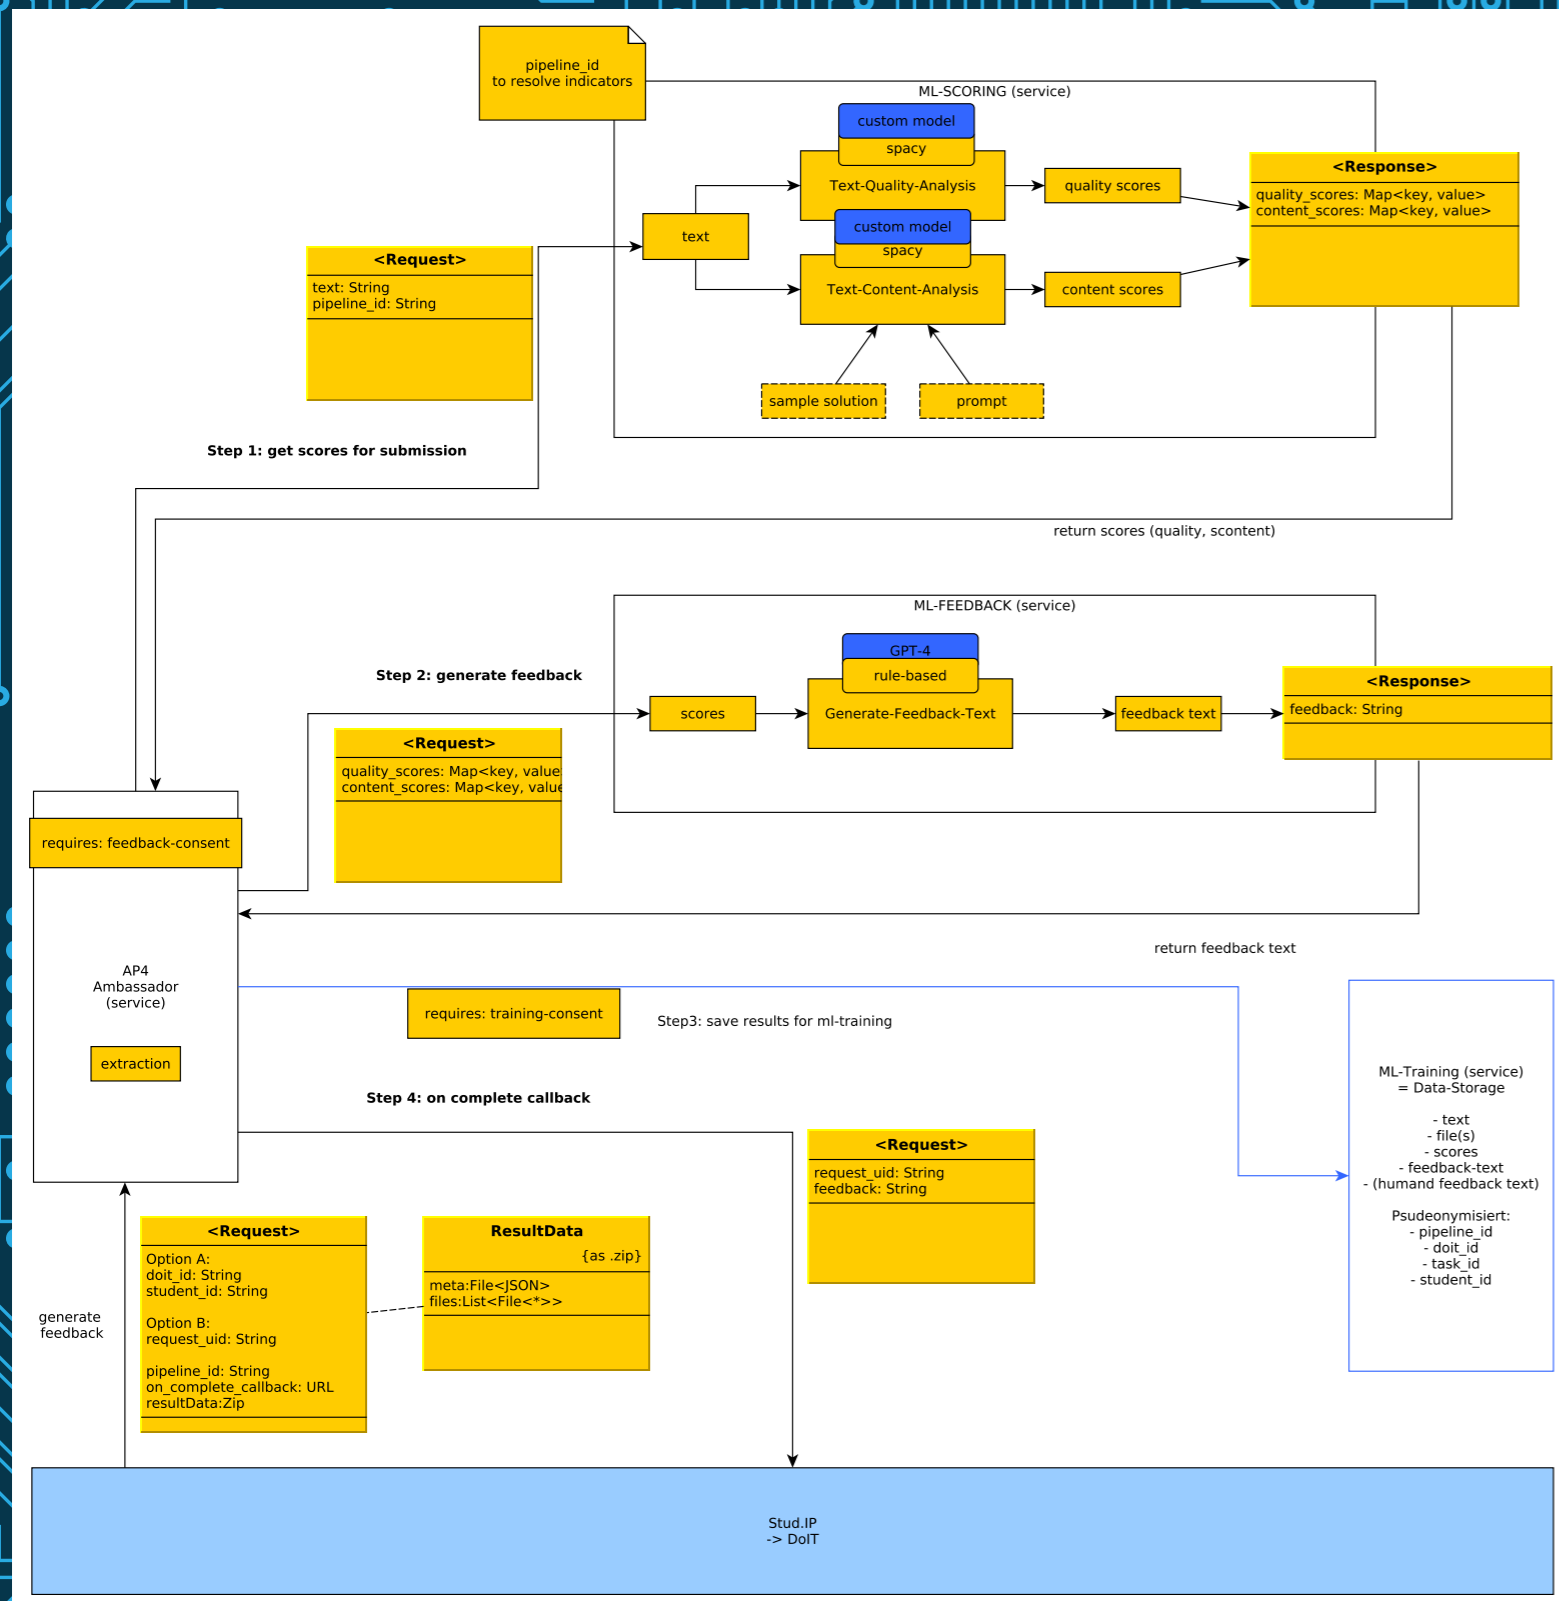 pipeline_id
to resolve indicators
ML-SCORING (service)
custom model
spacy
Text-Quality-Analysis
quality scores
<Response>
quality_scores: Map<key, value>
content_scores: Map<key, value>
text
custom model
spacy
Text-Content-Analysis
content scores
<Request>
text: String
pipeline_id: String
sample solution
prompt
Step 1: get scores for submission
return scores (quality, scontent)
ML-FEEDBACK (service)
GPT-4
rule-based
Step 2: generate feedback
scores
Generate-Feedback-Text
feedback text
<Response>
feedback: String
<Request>
quality_scores: Map<key, value
content_scores: Map<key, value
requires: feedback-consent
return feedback text
AP4
Ambassador
(service)
extraction
requires: training-consent
Step3: save results for ml-training
ML-Training (service)
= Data-Storage
- text
- file(s)
- scores
- feedback-text
- (humand feedback text)
Psudeonymisiert:
- pipeline_id
- doit_id
- task_id
- student_id
Step 4: on complete callback
<Request>
request_uid: String
feedback: String
<Request>
Option A:
doit_id: String
student_id: String
Option B:
request_uid: String
pipeline_id: String
on_complete_callback: URL
resultData:Zip
ResultData
{as .zip}
meta:File<JSON>
files:List<File<*>>
generate
feedback
Stud.IP
-> DoIT